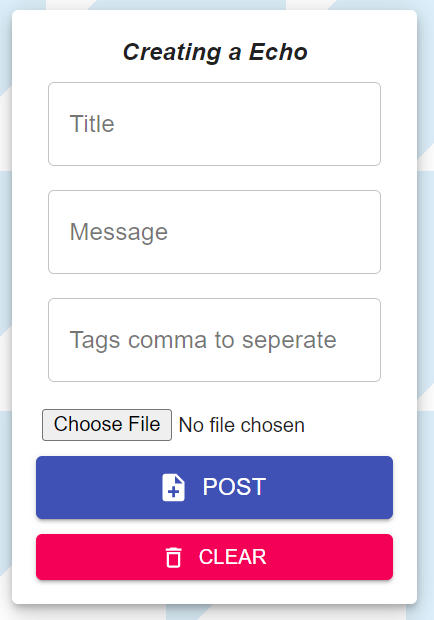 Creating a Echo
Title
Message
Tags comma to seperate
Choose File No file chosen
POST
CLEAR